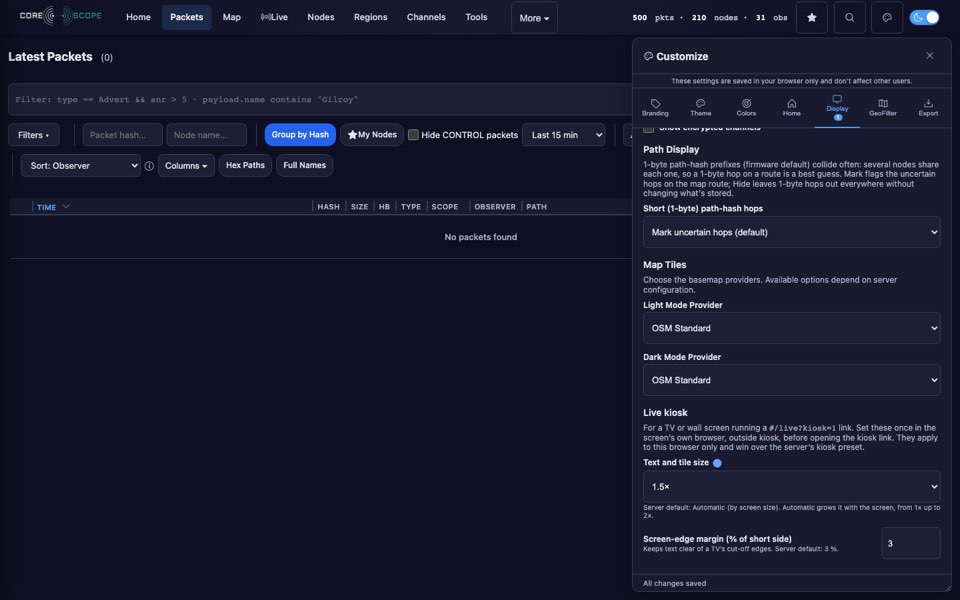 CORE SCOPE
Home Packets Map Live Nodes Regions Channels Tools More
500 pkts · 210 nodes · 31 obs
Latest Packets (0)
Filter: type == Advert && snr > 5 · payload.name contains "Gilroy"
Filters Packet hash... Node name... Group by Hash My Nodes Hide CONTROL packets Last 15 min
Sort: Observer Columns Hex Paths Full Names
TIME HASH SIZE HB TYPE SCOPE OBSERVER PATH
No packets found
Customize
These settings are saved in your browser only and don't affect other users.
Branding Theme Colors Home Display GeoFilter Export
1
Show encrypted channels
Path Display
1-byte path-hash prefixes (firmware default) collide often: several nodes share
each one, so a 1-byte hop on a route is a best guess. Mark flags the uncertain
hops on the map route; Hide leaves 1-byte hops out everywhere without
changing what's stored.
Short (1-byte) path-hash hops
Mark uncertain hops (default)
Map Tiles
Choose the basemap providers. Available options depend on server
configuration.
Light Mode Provider
OSM Standard
Dark Mode Provider
OSM Standard
Live kiosk
For a TV or wall screen running a #/live?kiosk=1 link. Set these once in the
screen's own browser, outside kiosk, before opening the kiosk link. They apply
to this browser only and win over the server's kiosk preset.
Text and tile size
1.5×
Server default: Automatic (by screen size). Automatic grows it with the screen, from 1× up to
2×.
Screen-edge margin (% of short side)
Keeps text clear of a TV's cut-off edges. Server default: 3 %.
3
All changes saved